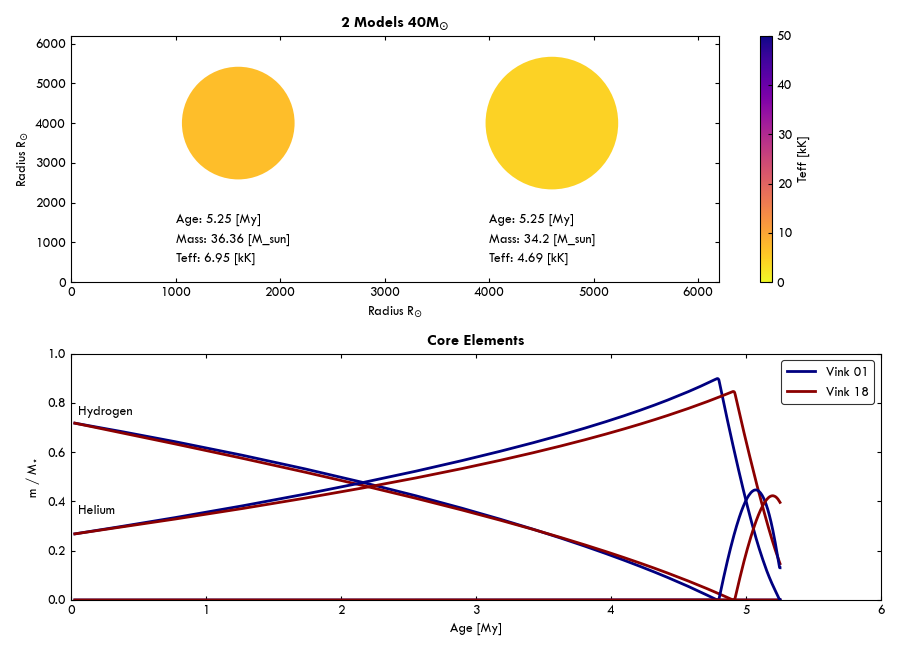 2 Models 40M☉
6000
5000
4000
3000
2000
1000
0
Radius R☉
Age: 5.25 [My]
Mass: 36.36 [M_sun]
Teff: 6.95 [kK]
Age: 5.25 [My]
Mass: 34.2 [M_sun]
Teff: 4.69 [kK]
0 1000 2000 3000 4000 5000 6000
Radius R☉
50
40
30
20
10
0
Teff [kK]
Core Elements
1.0
0.8
0.6
0.4
0.2
0.0
m / M⋆
Hydrogen
Helium
Vink 01
Vink 18
0 1 2 3 4 5 6
Age [My]